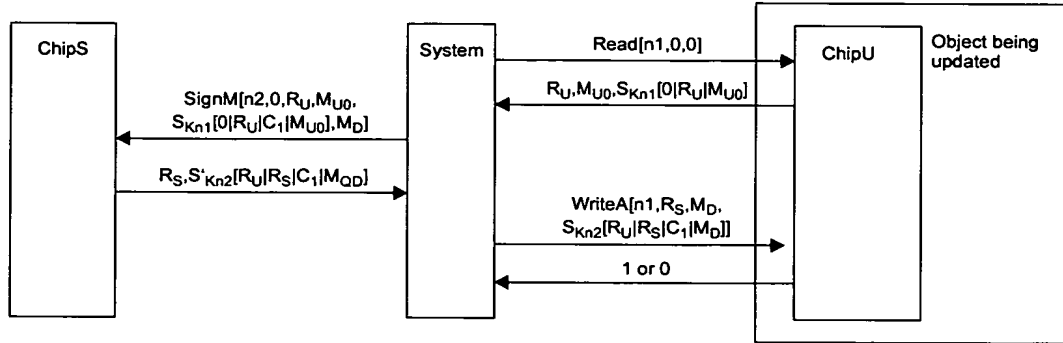 ChipS
System
Read[n1,0,0]
ChipU
Object being
updated
R_U,M_U0,S_Kn1[0|R_U|M_U0]
SignM[n2,0,R_U,M_U0,
S_Kn1[0|R_U|C_1|M_U0],M_D]
R_S,S‘_Kn2[R_U|R_S|C_1|M_QD]
WriteA[n1,R_S,M_D,
S_Kn2[R_U|R_S|C_1|M_D]]
1 or 0